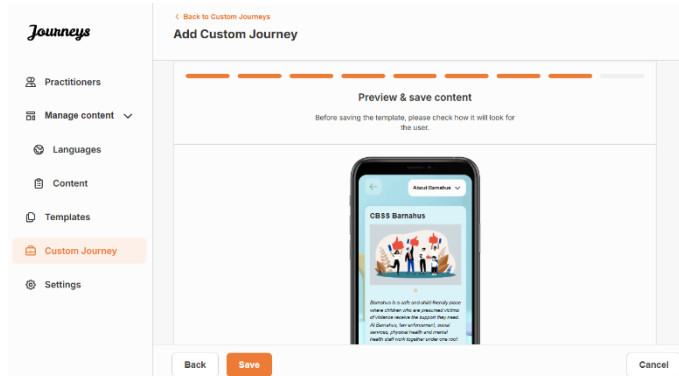 Journeys
Back to Custom Journeys
Add Custom Journey
Practitioners
Manage content
Languages
Content
Templates
Custom Journey
Settings
Preview & save content
Before saving the template, please check how it will look for
the user.
About Barnahus
CBSS Barnahus
Barnahus is a safe and child-friendly place
where children who are presumed victims
of violence receive the support they need.
At Barnahus, law enforcement, social
services, physical health and mental
health staff work together under one roof.
Back
Save
Cancel